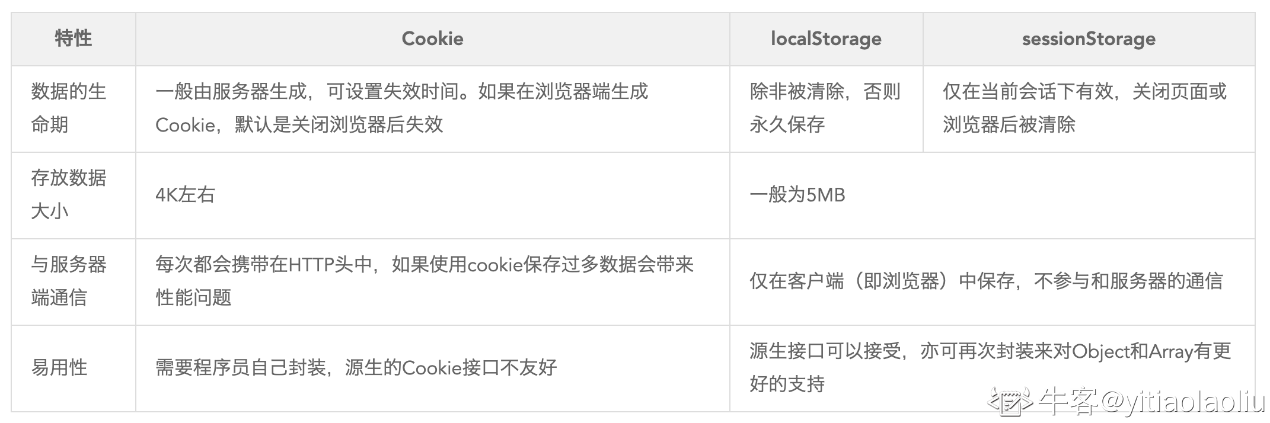 特性
Cookie
localStorage
sessionStorage
数据的生
命期
一般由服务器生成，可设置失效时间。如果在浏览器端生成
Cookie，默认是关闭浏览器后失效
除非被清除，否则
永久保存
仅在当前会话下有效，关闭页面或
浏览器后被清除
存放数据
大小
4K左右
一般为5MB
与服务器
端通信
每次都会携带在HTTP头中，如果使用cookie保存过多数据会带来
性能问题
仅在客户端（即浏览器）中保存，不参与和服务器的通信
易用性
需要程序员自己封装，源生的Cookie接口不友好
源生接口可以接受，亦可再次封装来对Object和Array有更
好的支持
牛客@yitiaolaoliu